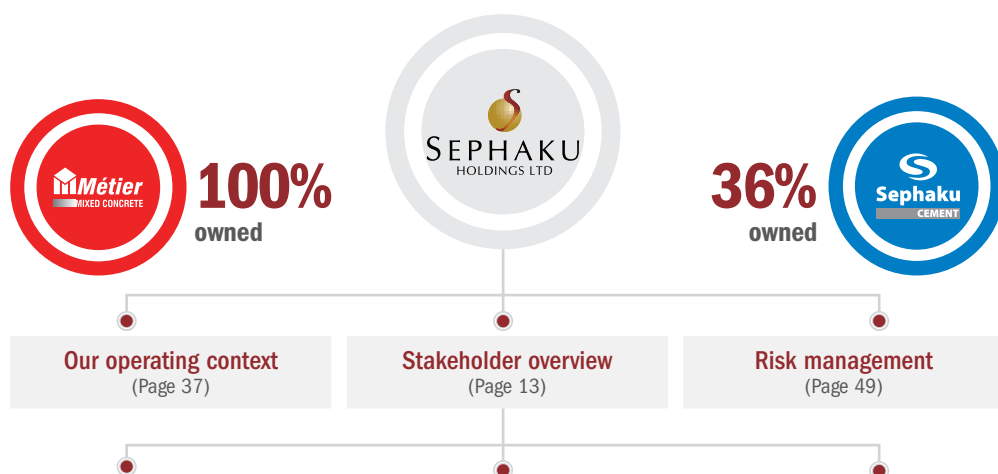 SEPHAKU
HOLDINGS LTD
Métier
MIXED CONCRETE
100%
owned
36%
owned
Sephaku
CEMENT
Our operating context
(Page 37)
Stakeholder overview
(Page 13)
Risk management
(Page 49)